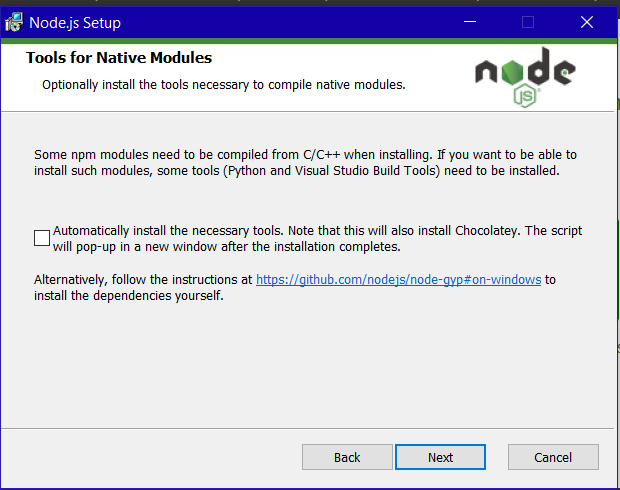 Node.js Setup
Tools for Native Modules
Optionally install the tools necessary to compile native modules.
node
JS
Some npm modules need to be compiled from C/C++ when installing. If you want to be able to
install such modules, some tools (Python and Visual Studio Build Tools) need to be installed.
Automatically install the necessary tools. Note that this will also install Chocolatey. The script
will pop-up in a new window after the installation completes.
Alternatively, follow the instructions at https://github.com/nodejs/node-gyp#on-windows to
install the dependencies yourself.
Back
Next
Cancel